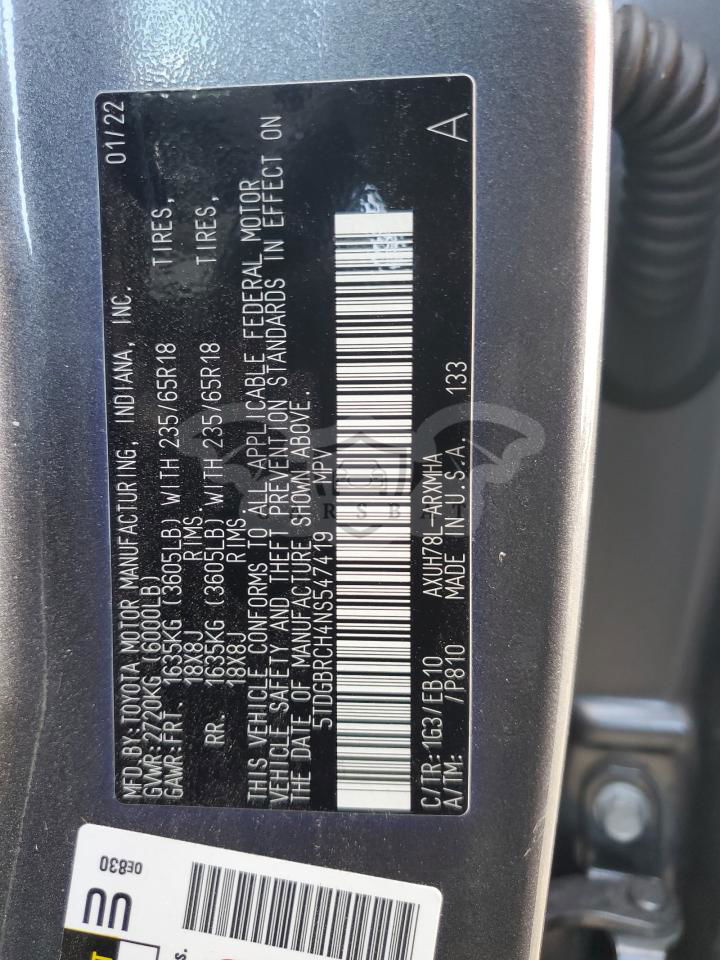 MFD BY:TOYOTA MOTOR MANUFACTURING, INDIANA, INC. 01/22
GVWR:2720KG (6000LB)
GAWR:FRT. 1635KG (3605LB) WITH 235/65R18 TIRES,
18X8J RIMS
RR. 1635KG (3605LB) WITH 235/65R18 TIRES,
18X8J RIMS
THIS VEHICLE CONFORMS TO ALL APPLICABLE FEDERAL MOTOR
VEHICLE SAFETY AND THEFT PREVENTION STANDARDS IN EFFECT ON
THE DATE OF MANUFACTURE SHOWN ABOVE.
5TDGBRCH4NS547419 MPV
C/TR:1G3/EB10 AXUH78L-ARXMHA
A/TM: /P810 MADE IN U.S.A. 133
A
0E830
UU
s.